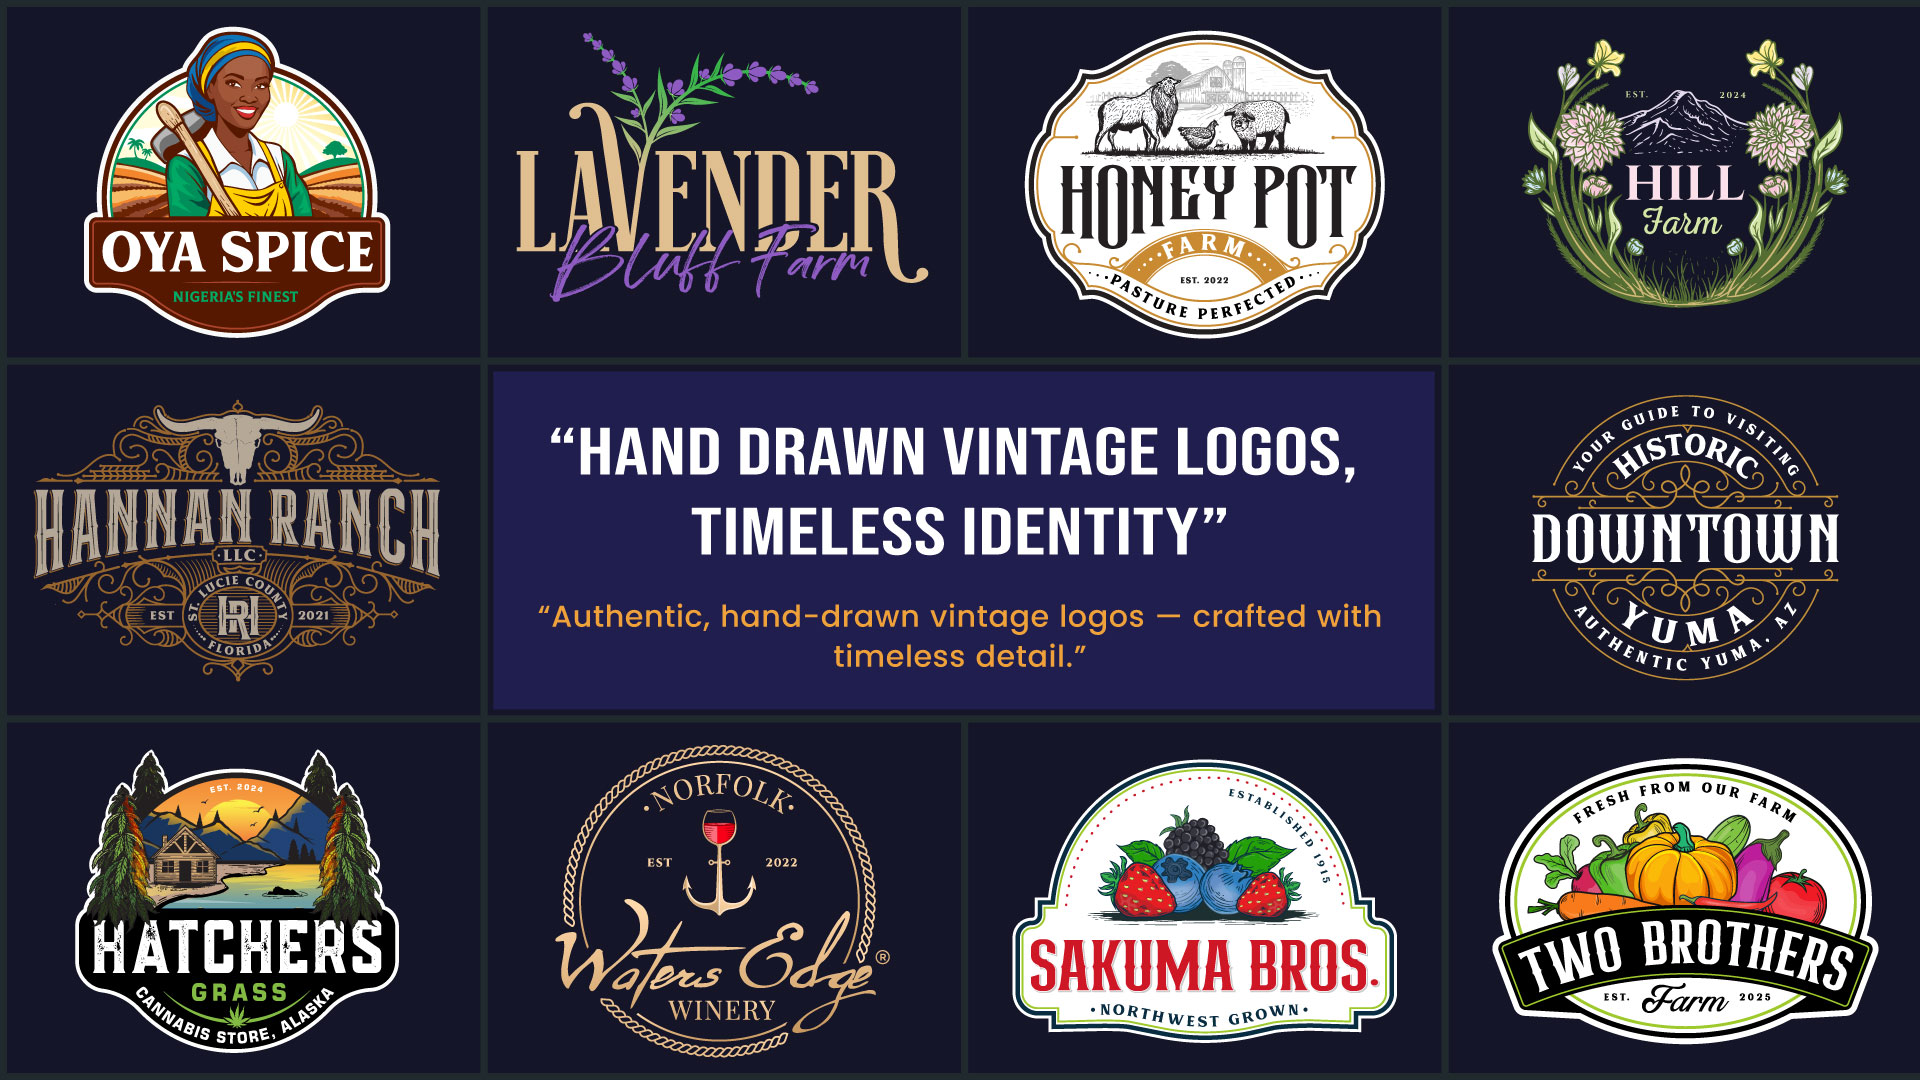 OYA SPICE
NIGERIA'S FINEST
LAVENDER
Bluff Farm
HONEY POT
FARM
EST. 2022
PASTURE PERFECTED
EST. 2024
HILL
Farm
HANNAN RANCH
LLC
ST. LUCIE COUNTY
EST RH 2021
FLORIDA
“HAND DRAWN VINTAGE LOGOS,
TIMELESS IDENTITY”
“Authentic, hand-drawn vintage logos — crafted with
timeless detail.”
YOUR GUIDE TO VISITING
HISTORIC
DOWNTOWN
YUMA
AUTHENTIC YUMA, AZ
EST. 2024
HATCHERS
GRASS
CANNABIS STORE, ALASKA
NORFOLK
EST 2022
Waters Edge®
WINERY
ESTABLISHED 1915
SAKUMA BROS.
NORTHWEST GROWN
FRESH FROM OUR FARM
TWO BROTHERS
EST. Farm 2025